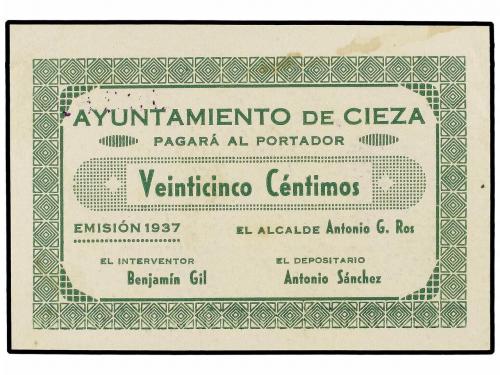 AYUNTAMIENTO DE CIEZA
PAGARÁ AL PORTADOR
Veinticinco Céntimos
EMISIÓN 1937
EL ALCALDE Antonio G. Ros
EL INTERVENTOR
Benjamín Gil
EL DEPOSITARIO
Antonio Sánchez